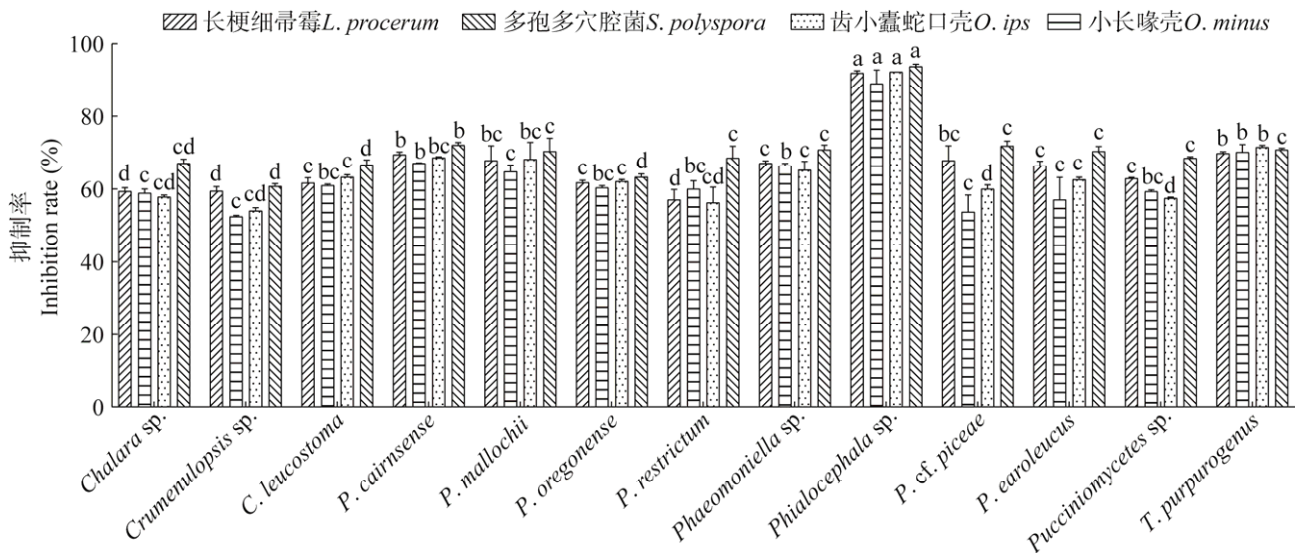 长梗细帚霉L. procerum 多孢多穴腔菌S. polyspora 齿小蠹蛇口壳O. ips 小长喙壳O. minus
抑制率
Inhibition rate (%)
100
80
60
40
20
0
d c cd cd
d c cd d
c bc c d
b b bc b
bc c bc c
c bc c d
d c bc c
c b c c
a a a a
bc c d c
c c d c
c bc d c
b b b c
Chalara sp.
Crumenulopsis sp.
C. leucostoma
P. cairnsense
P. mallochii
P. oregonense
P. restrictum
Phaeomoniella sp.
Phialocephala sp.
P. cf. piceae
P. earoleucus
Pucciniomycetes sp.
T. purpurogenus